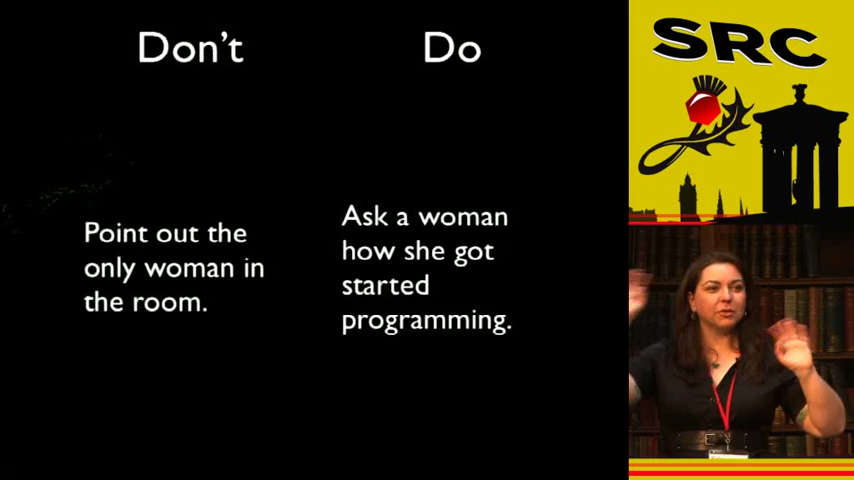 Don't
Do
Point out the
only woman in
the room.
Ask a woman
how she got
started
programming.
SRC